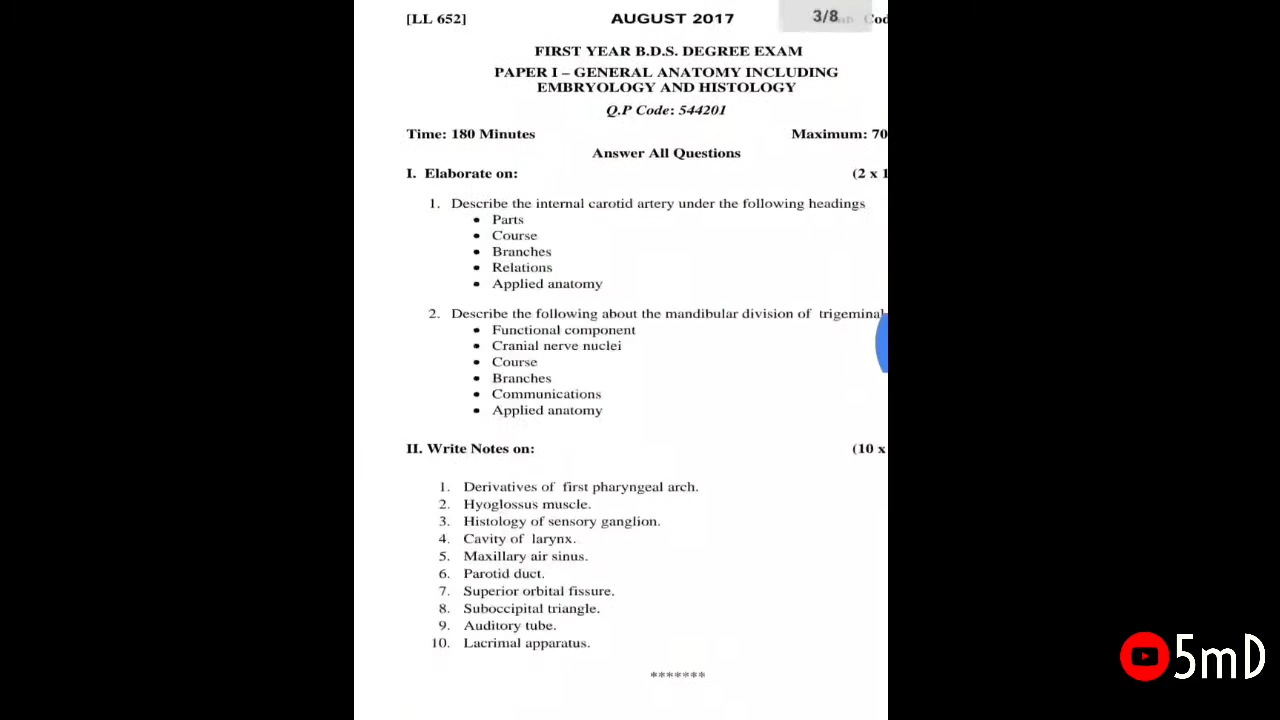 [LL 652] AUGUST 2017 3/8 Cod
FIRST YEAR B.D.S. DEGREE EXAM
PAPER I – GENERAL ANATOMY INCLUDING
EMBRYOLOGY AND HISTOLOGY
Q.P Code: 544201
Time: 180 Minutes Maximum: 70
Answer All Questions
I. Elaborate on: (2 x 1
1. Describe the internal carotid artery under the following headings
• Parts
• Course
• Branches
• Relations
• Applied anatomy
2. Describe the following about the mandibular division of trigeminal
• Functional component
• Cranial nerve nuclei
• Course
• Branches
• Communications
• Applied anatomy
II. Write Notes on: (10 x
1. Derivatives of first pharyngeal arch.
2. Hyoglossus muscle.
3. Histology of sensory ganglion.
4. Cavity of larynx.
5. Maxillary air sinus.
6. Parotid duct.
7. Superior orbital fissure.
8. Suboccipital triangle.
9. Auditory tube.
10. Lacrimal apparatus.
*******
5mD